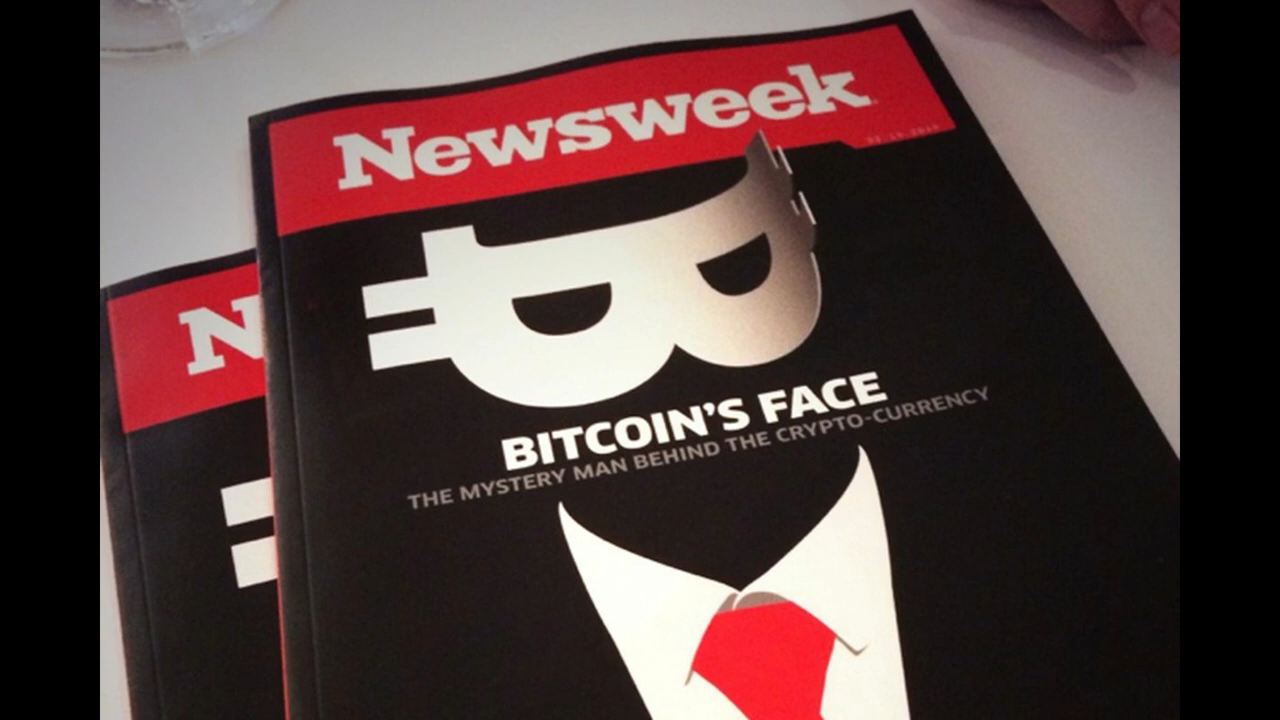 Newsweek
BITCOIN'S FACE
THE MYSTERY MAN BEHIND THE CRYPTO-CURRENCY
N